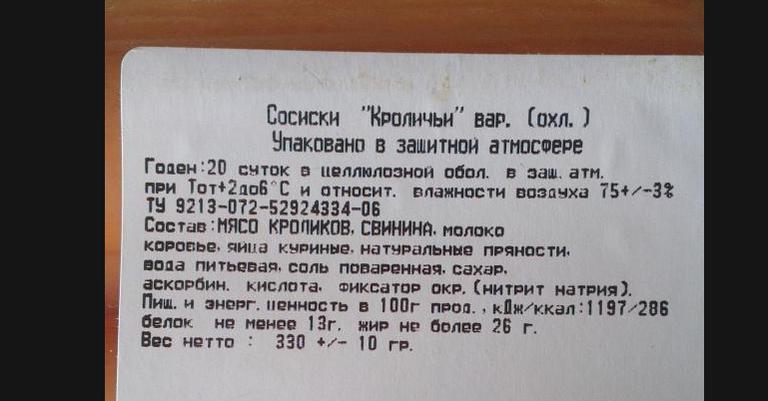 Сосиски "Кроличьи" вар. (охл. )
Упаковано в защитной атмосфере
Годен:20 суток в целлюлозной обол. в защ. атм.
при Тот+2до6°С и относит. влажности воздуха 75+/-3%
ТУ 9213-072-52924334-06
Состав:МЯСО КРОЛИКОВ, СВИНИНА, молоко
коровье, яйца куриные, натуральные пряности,
вода питьевая, соль поваренная, сахар,
аскорбин. кислота, фиксатор окр.(нитрит натрия).
Пищ. и энерг. ценность в 100г прод., кДж/ккал:1197/286
белок не менее 13г. жир не более 26 г.
Вес нетто : 330 +/- 10 гр.